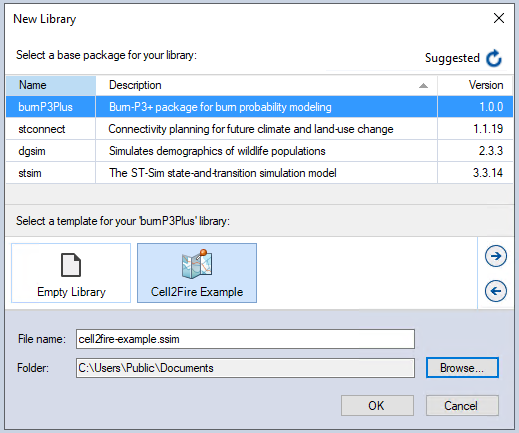 New Library
Select a base package for your library:
Suggested
Name Description Version
burnP3Plus Burn-P3+ package for burn probability modeling 1.0.0
stconnect Connectivity planning for future climate and land-use change 1.1.19
dgsim Simulates demographics of wildlife populations 2.3.3
stsim The ST-Sim state-and-transition simulation model 3.3.14
Select a template for your 'burnP3Plus' library:
Empty Library Cell2Fire Example
File name: cell2fire-example.ssim
Folder: C:\Users\Public\Documents Browse...
OK Cancel